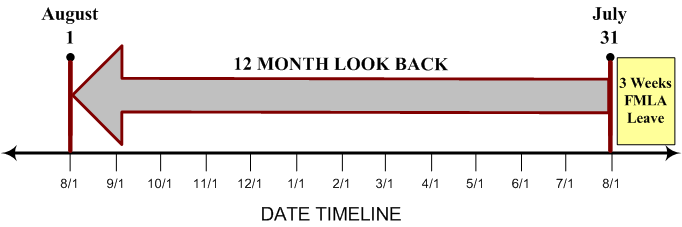 August
1
July
31
12 MONTH LOOK BACK
3 Weeks
FMLA
Leave
8/1 9/1 10/1 11/1 12/1 1/1 2/1 3/1 4/1 5/1 6/1 7/1 8/1
DATE TIMELINE